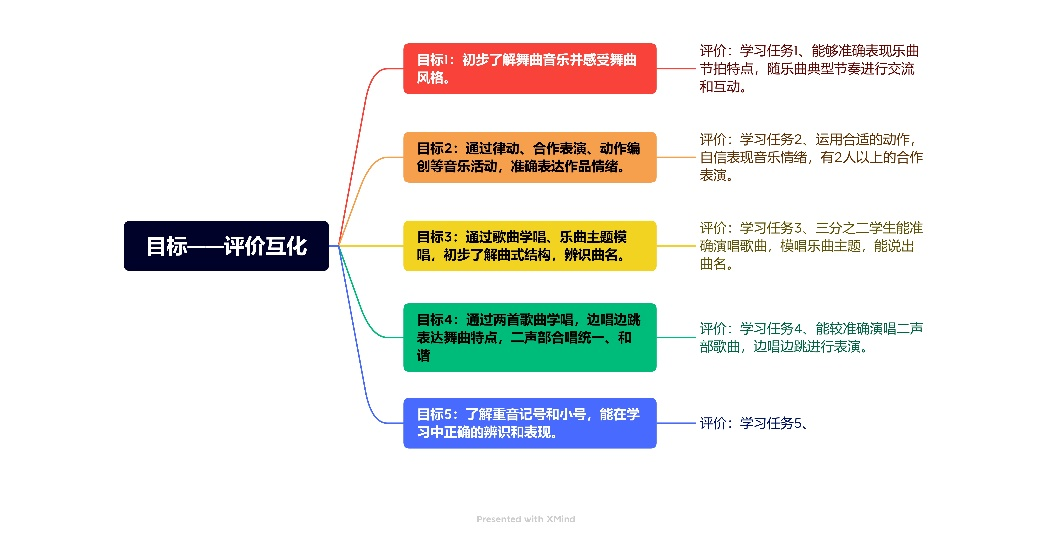 目标——评价互化
目标1：初步了解舞曲音乐并感受舞曲
风格。
评价：学习任务1、能够准确表现乐曲
节拍特点，随乐曲典型节奏进行交流
和互动。
目标2：通过律动、合作表演、动作编
创等音乐活动，准确表达作品情绪。
评价：学习任务2、运用合适的动作，
自信表现音乐情绪，有2人以上的合作
表演。
目标3：通过歌曲学唱、乐曲主题模
唱，初步了解曲式结构，辨识曲名。
评价：学习任务3、三分之二学生能准
确演唱歌曲，模唱乐曲主题，能说出
曲名。
目标4：通过两首歌曲学唱，边唱边跳
表达舞曲特点，二声部合唱统一、和
谐
评价：学习任务4、能较准确演唱二声
部歌曲，边唱边跳进行表演。
目标5：了解重音记号和小号，能在学
习中正确的辨识和表现。
评价：学习任务5、
Presented with XMind